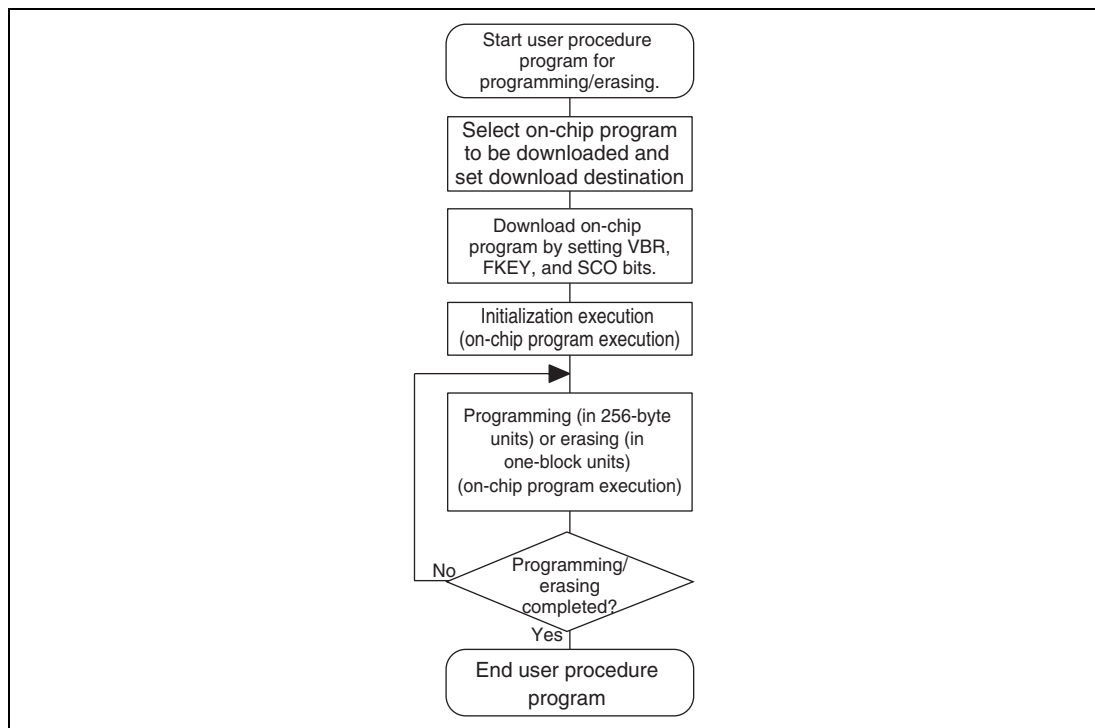 Start user procedure
program for
programming/erasing.
Select on-chip program
to be downloaded and
set download destination
Download on-chip
program by setting VBR,
FKEY, and SCO bits.
Initialization execution
(on-chip program execution)
Programming (in 256-byte
units) or erasing (in
one-block units)
(on-chip program execution)
No
Programming/
erasing
completed?
Yes
End user procedure
program